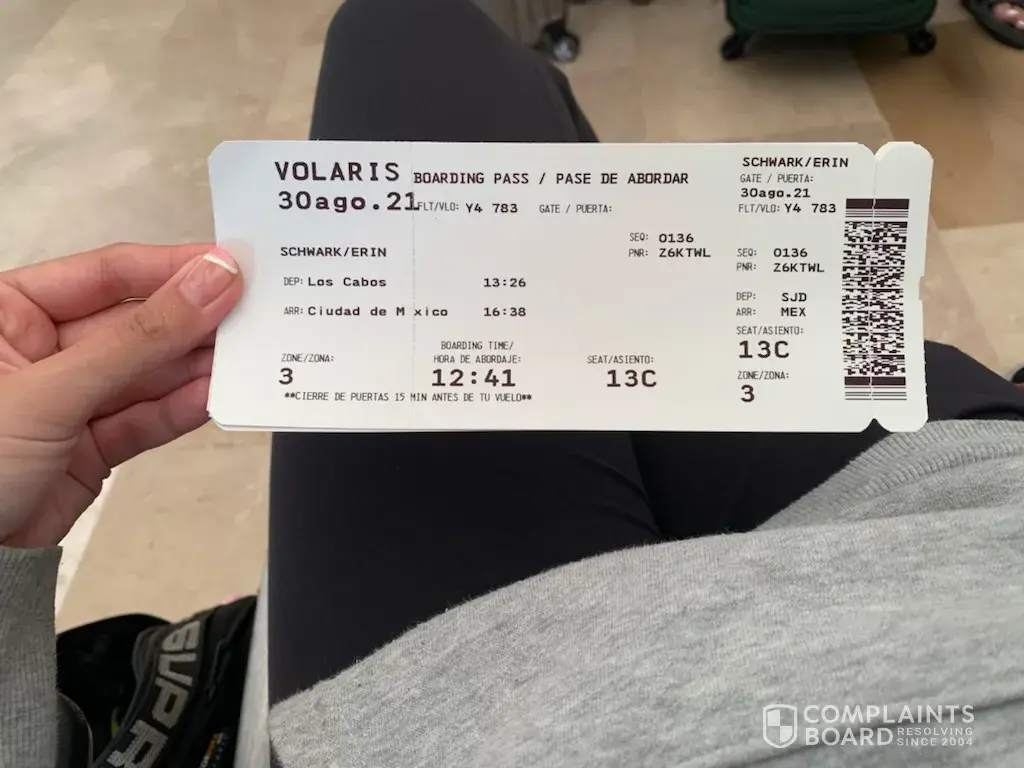 VOLARIS BOARDING PASS / PASE DE ABORDAR
30ago.21 FLT/VLO: Y4 783 GATE / PUERTA:
SEQ: 0136
PNR: Z6KTWL
SCHWARK/ERIN
DEP: Los Cabos 13:26
ARR: Ciudad de M xico 16:38
BOARDING TIME/
ZONE/ZONA: HORA DE ABORDAJE: SEAT/ASIENTO:
3 12:41 13C
**CIERRE DE PUERTAS 15 MIN ANTES DE TU VUELO**
SCHWARK/ERIN
GATE / PUERTA:
30ago.21
FLT/VLO: Y4 783
SEQ: 0136
PNR: Z6KTWL
DEP: SJD
ARR: MEX
SEAT/ASIENTO:
13C
ZONE/ZONA:
3
SUPR
COMPLAINTS
BOARD RESOLVING
SINCE 2004